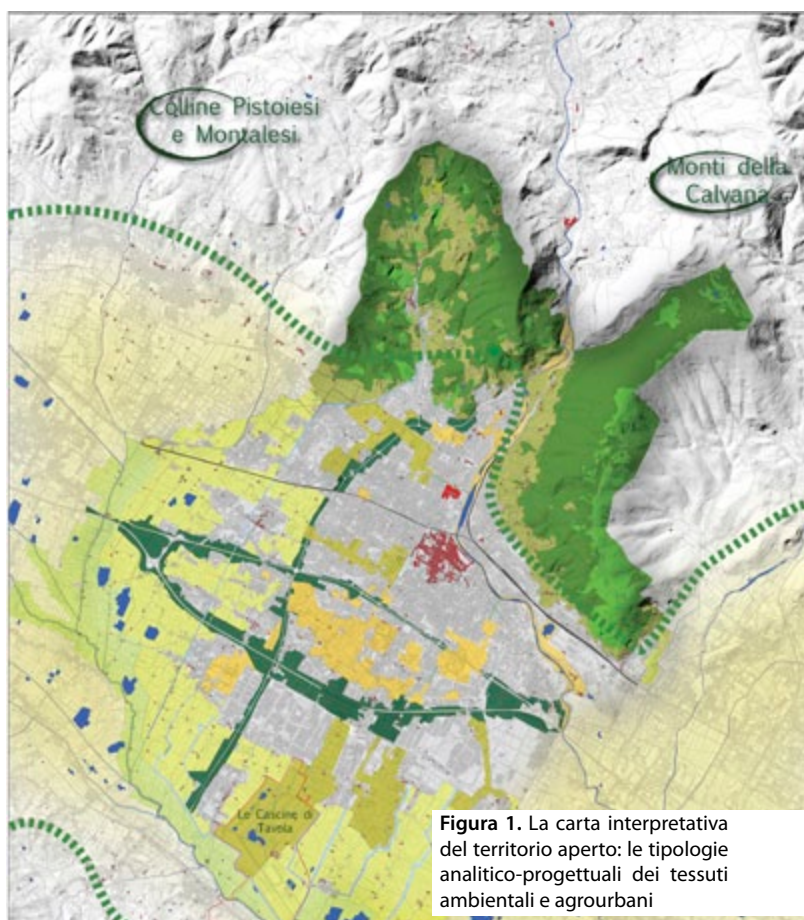 Colline Pistoiesi
e Montalesi
Monti della
Calvana
Le Cascine di
Tavola
Figura 1. La carta interpretativa
del territorio aperto: le tipologie
analitico-progettuali dei tessuti
ambientali e agrourbani